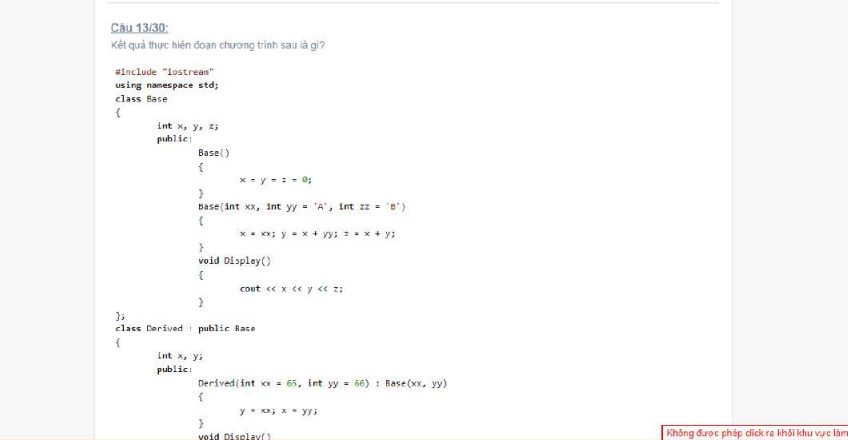 Câu 13/30:
Kết quả thực hiện đoạn chương trình sau là gì?
#include "iostream"
using namespace std;
class Base
{
int x, y, z;
public:
Base()
{
x = y = z = 0;
}
Base(int xx, int yy = 'A', int zz = 'B')
{
x = xx; y = x + yy; z = x + y;
}
void Display()
{
cout << x << y << z;
}
};
class Derived : public Base
{
int x, y;
public:
Derived(int xx = 65, int yy = 66) : Base(xx, yy)
{
y = xx; x = yy;
}
void Display()
Không được phép click ra khỏi khu vực làm